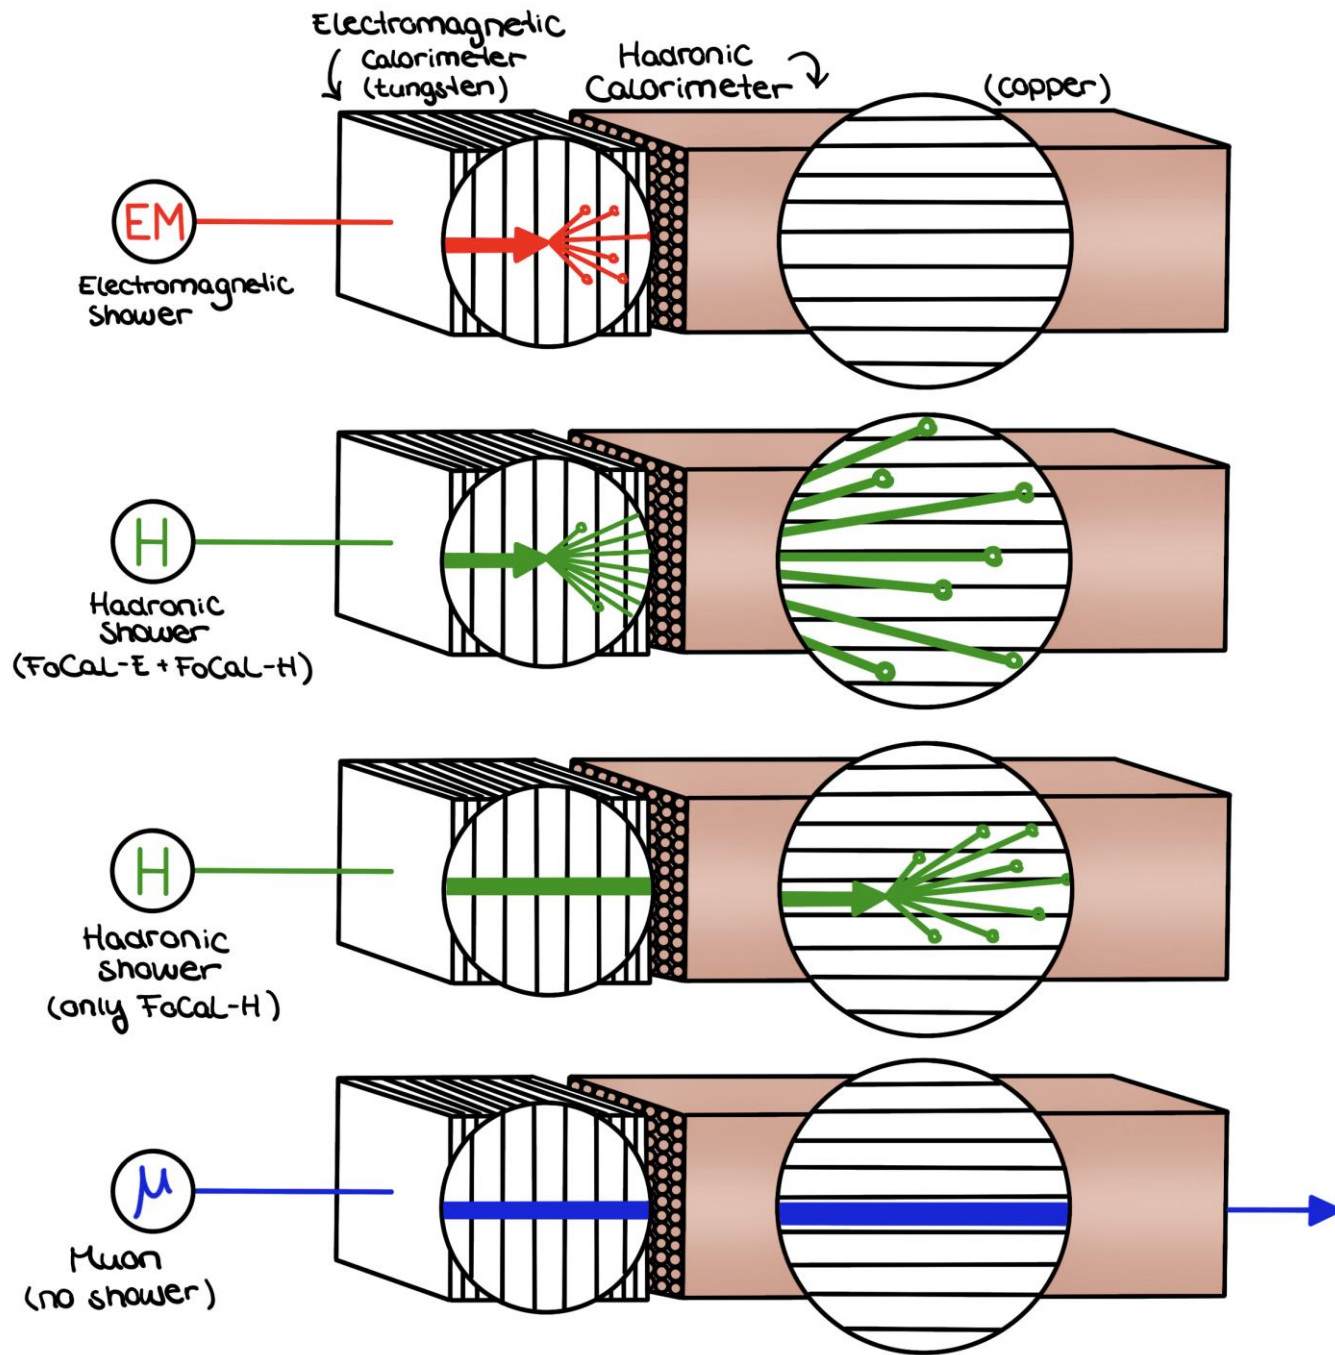 Electromagnetic
Calorimeter
(tungsten)
Hadronic
Calorimeter
(copper)
EM
Electromagnetic
Shower
H
Hadronic
Shower
(FoCaL-E + FoCaL-H)
H
Hadronic
shower
(only FoCaL-H)
μ
Muon
(no shower)